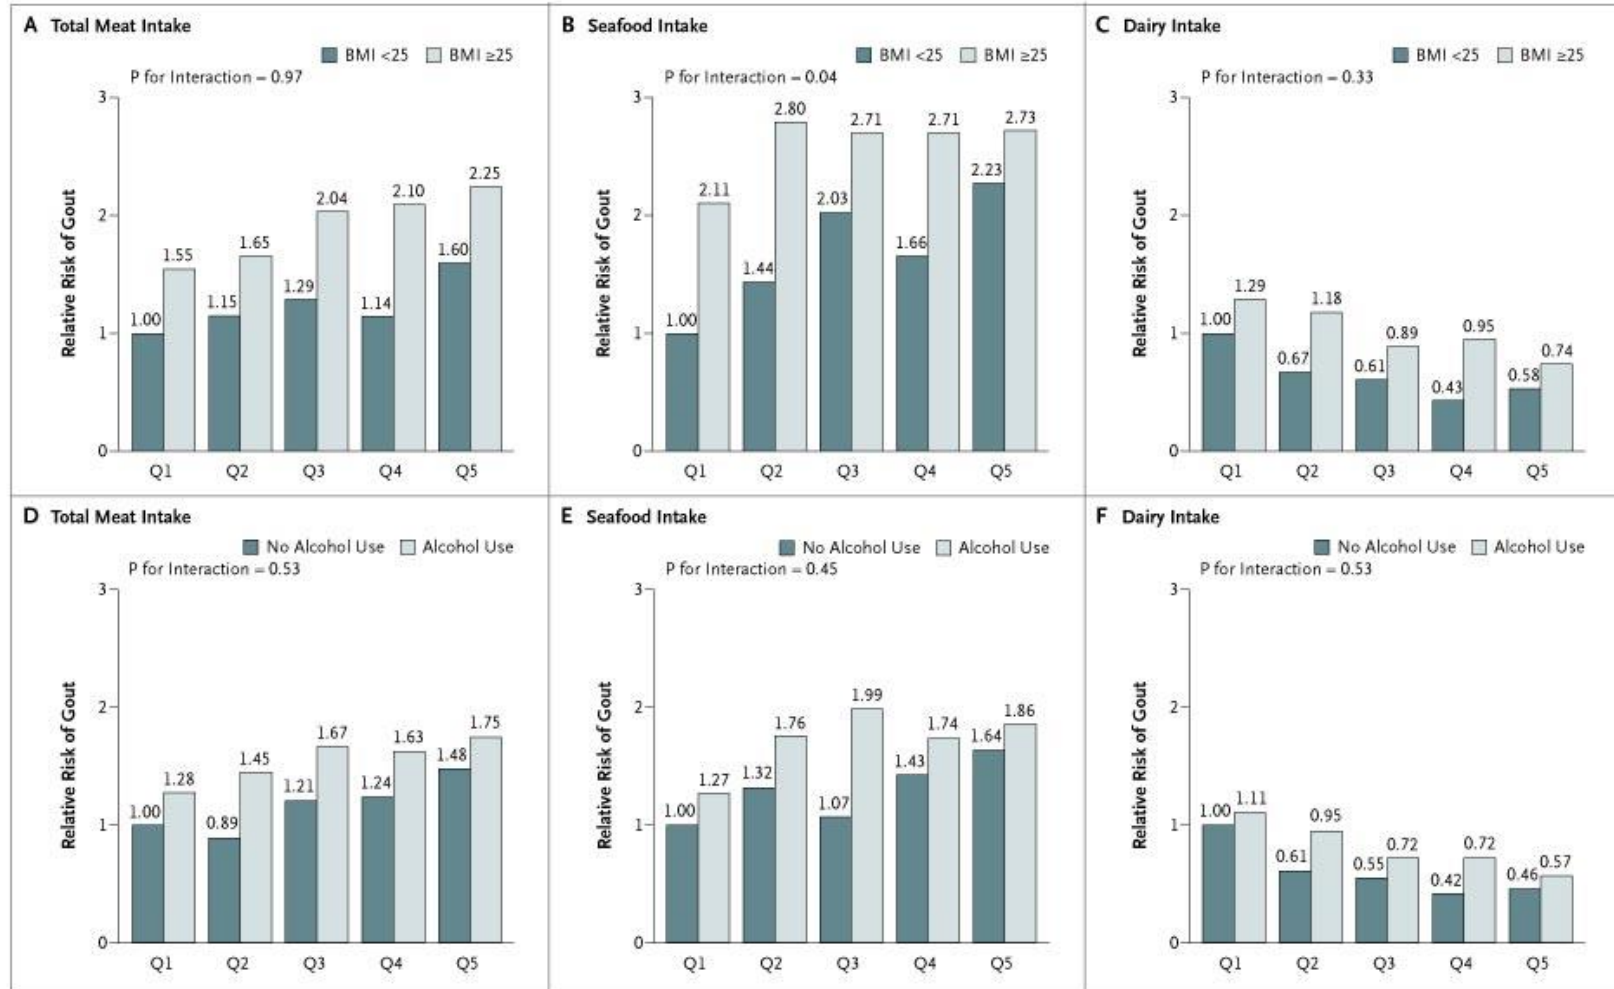 A Total Meat Intake
BMI <25 BMI ≥25
P for Interaction = 0.97
Relative Risk of Gout
3
2
1
0
1.00 1.55 1.15 1.65 1.29 2.04 1.14 2.10 1.60 2.25
Q1 Q2 Q3 Q4 Q5
B Seafood Intake
BMI <25 BMI ≥25
P for Interaction = 0.04
Relative Risk of Gout
3
2
1
0
1.00 2.11 1.44 2.80 2.03 2.71 1.66 2.71 2.23 2.73
Q1 Q2 Q3 Q4 Q5
C Dairy Intake
BMI <25 BMI ≥25
P for Interaction = 0.33
Relative Risk of Gout
3
2
1
0
1.00 1.29 0.67 1.18 0.61 0.89 0.43 0.95 0.58 0.74
Q1 Q2 Q3 Q4 Q5
D Total Meat Intake
No Alcohol Use Alcohol Use
P for Interaction = 0.53
Relative Risk of Gout
3
2
1
0
1.00 1.28 0.89 1.45 1.21 1.67 1.24 1.63 1.48 1.75
Q1 Q2 Q3 Q4 Q5
E Seafood Intake
No Alcohol Use Alcohol Use
P for Interaction = 0.45
Relative Risk of Gout
3
2
1
0
1.00 1.27 1.32 1.76 1.07 1.99 1.43 1.74 1.64 1.86
Q1 Q2 Q3 Q4 Q5
F Dairy Intake
No Alcohol Use Alcohol Use
P for Interaction = 0.53
Relative Risk of Gout
3
2
1
0
1.00 1.11 0.61 0.95 0.55 0.72 0.42 0.72 0.46 0.57
Q1 Q2 Q3 Q4 Q5